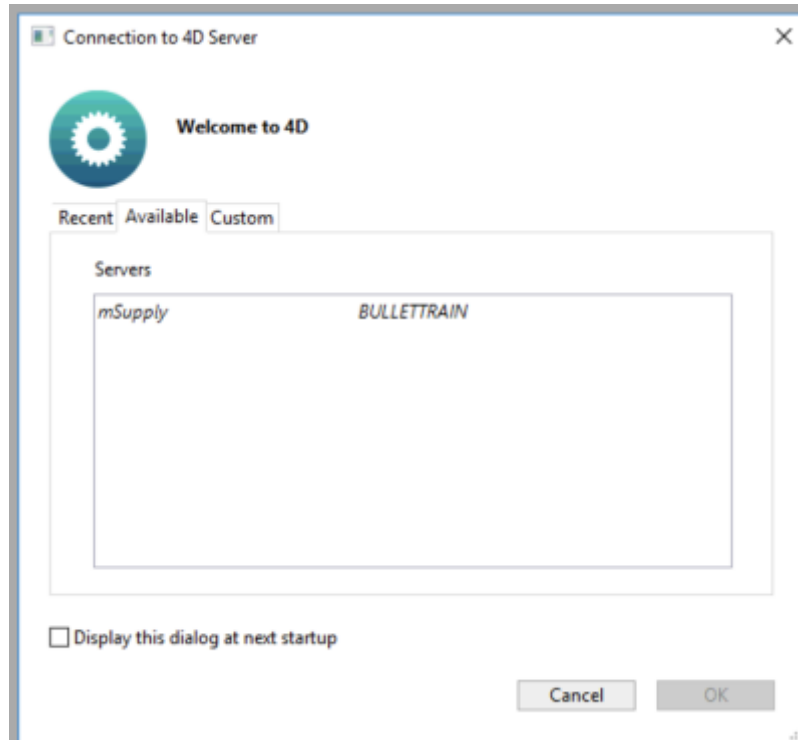 Connection to 4D Server
Welcome to 4D
Recent Available Custom
Servers
mSupply BULLETTRAIN
Display this dialog at next startup
Cancel OK